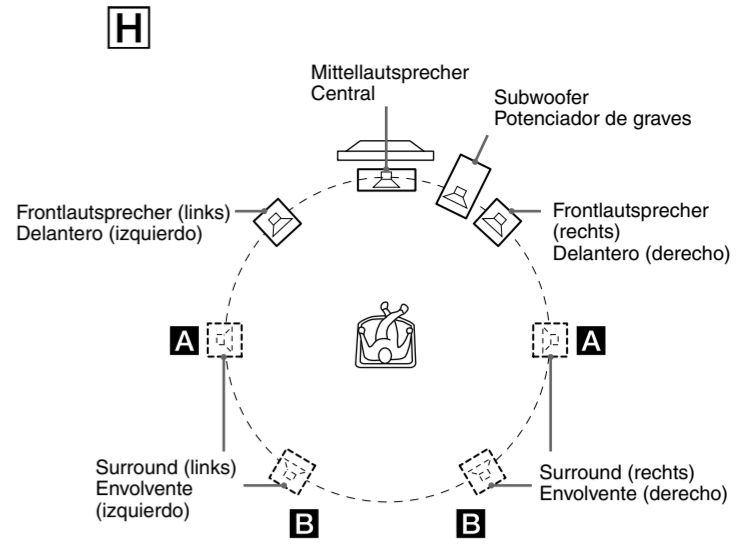 H
Mittellautsprecher
Central
Subwoofer
Potenciador de graves
Frontlautsprecher (links)
Delantero (izquierdo)
Frontlautsprecher
(rechts)
Delantero (derecho)
A
A
Surround (links)
Envolvente
(izquierdo)
Surround (rechts)
Envolvente (derecho)
B
B